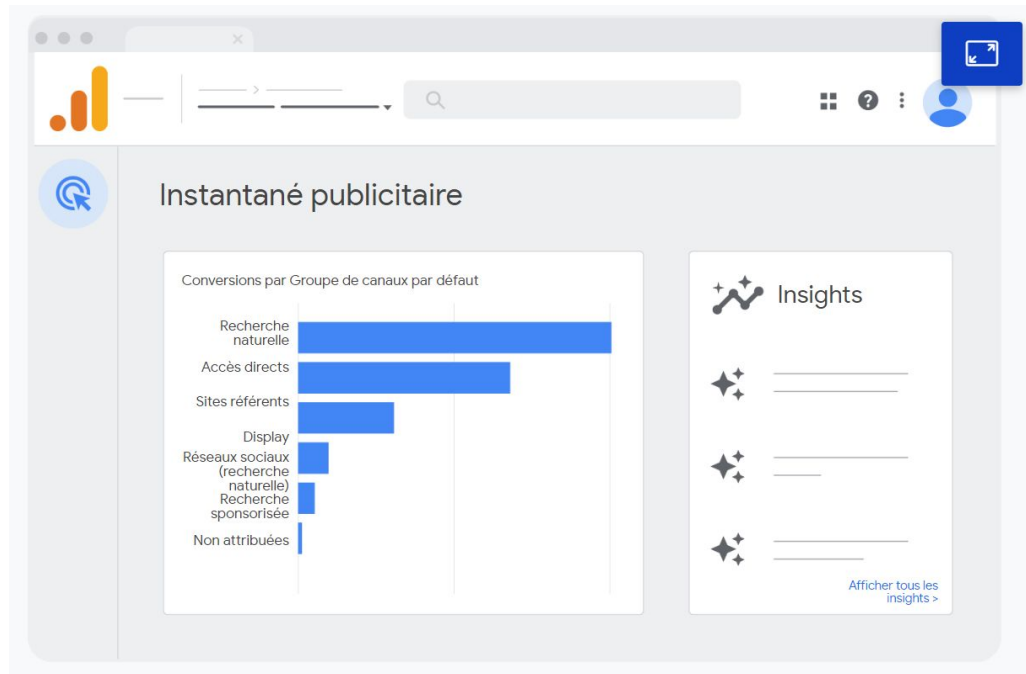 Instantané publicitaire
Conversions par Groupe de canaux par défaut
Recherche
naturelle
Accès directs
Sites référents
Display
Réseaux sociaux
(recherche
naturelle)
Recherche
sponsorisée
Non attribuées
Insights
Afficher tous les
insights >